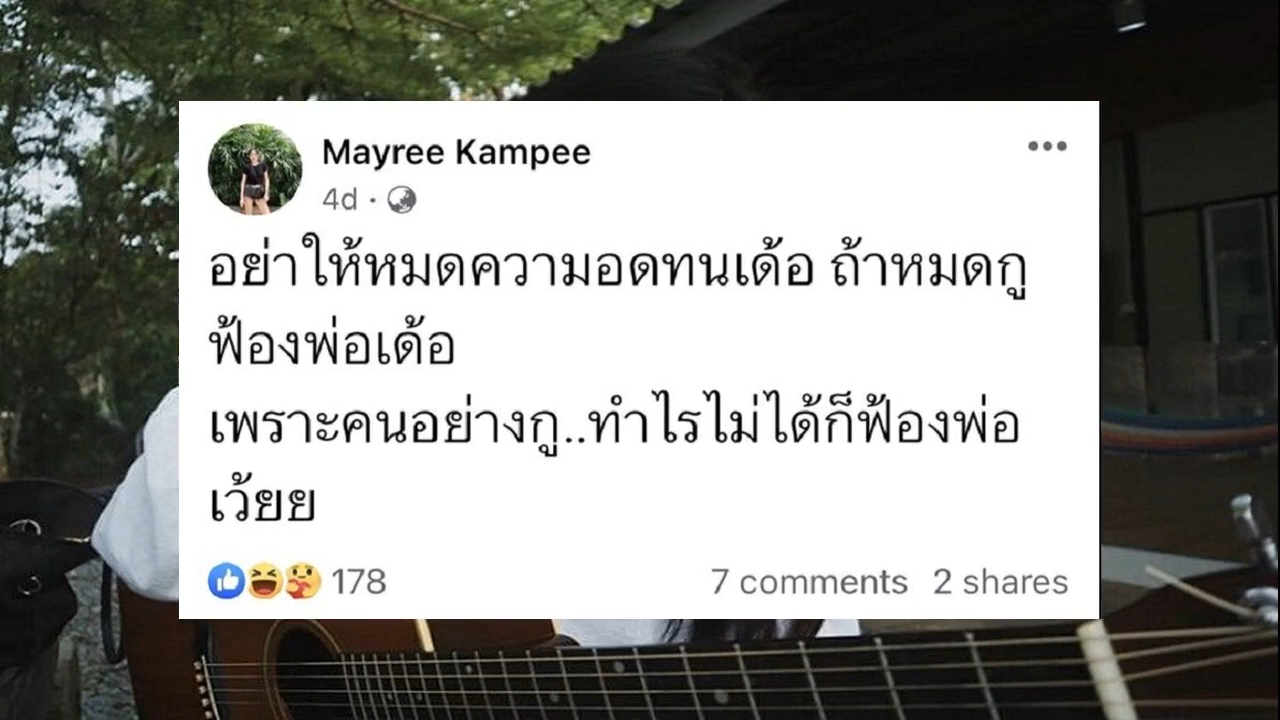 Mayree Kampee
4d ·
อย่าให้หมดความอดทนเด้อ ถ้าหมดกู
ฟ้องพ่อเด้อ
เพราะคนอย่างกู..ทำไรไม่ได้ก็ฟ้องพ่อ
เว้ยย
178 7 comments 2 shares